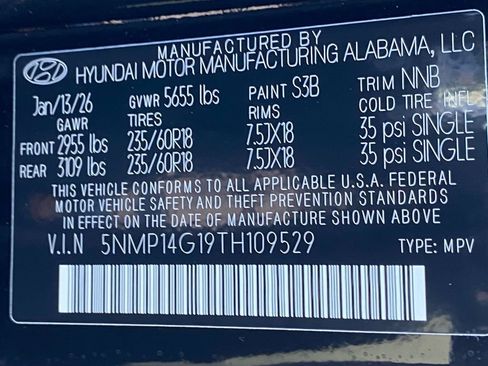 MANUFACTURED BY
HYUNDAI MOTOR MANUFACTURING ALABAMA, LLC
Jan/13/26 GVWR 5655 lbs PAINT S3B TRIM NNB
GAWR TIRES RIMS COLD TIRE INFL
FRONT 2955 lbs 235/60R18 7.5JX18 35 psi SINGLE
REAR 3109 lbs 235/60R18 7.5JX18 35 psi SINGLE
THIS VEHICLE CONFORMS TO ALL APPLICABLE U.S.A. FEDERAL
MOTOR VEHICLE SAFETY AND THEFT PREVENTION STANDARDS
IN EFFECT ON THE DATE OF MANUFACTURE SHOWN ABOVE.
V.I.N 5NMP14G19TH109529 TYPE: MPV